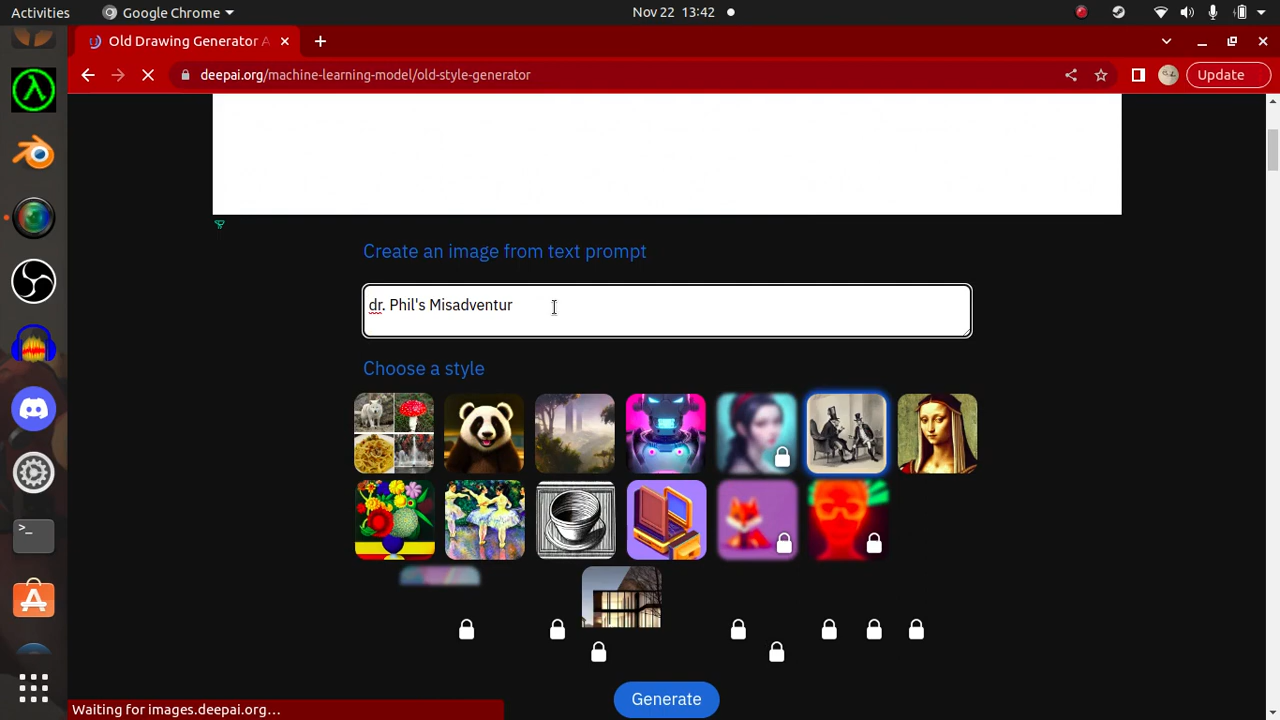 Activities
Google Chrome
Nov 22 13:42
Old Drawing Generator A
deepai.org/machine-learning-model/old-style-generator
Update
Create an image from text prompt
dr. Phil's Misadventur
Choose a style
>_
Generate
Waiting for images.deepai.org...